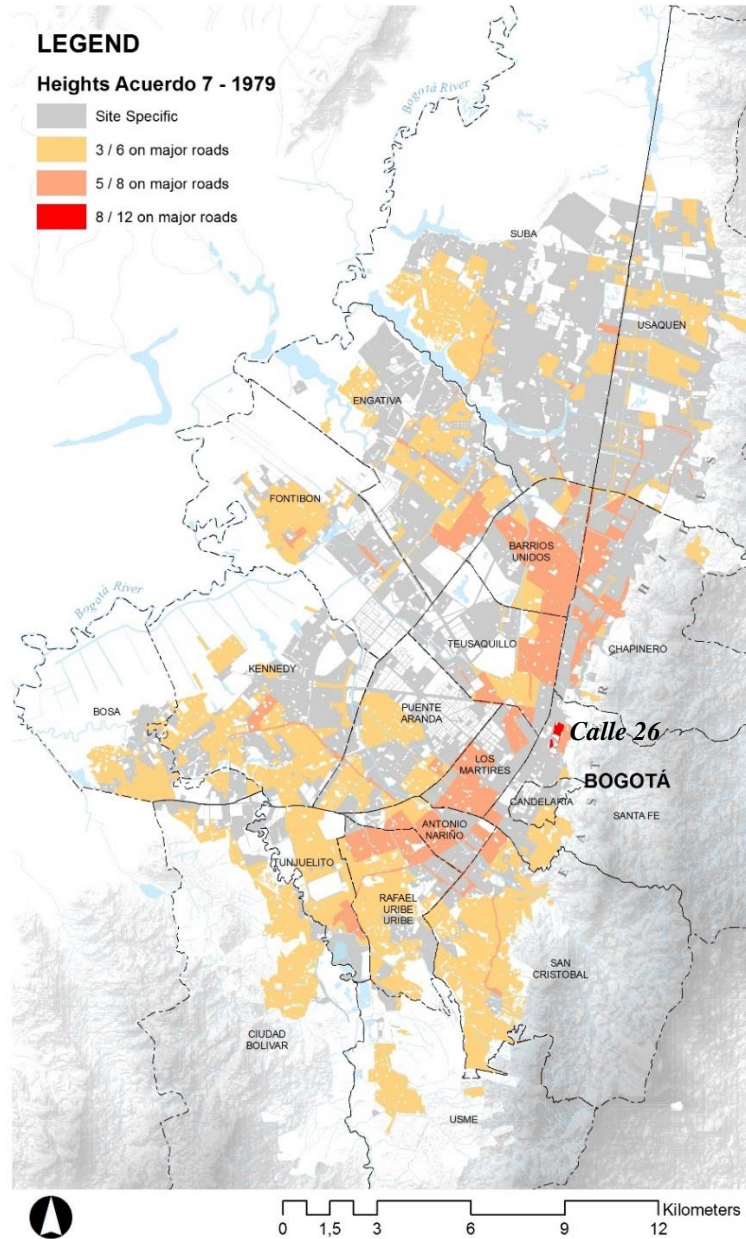 LEGEND
Heights Acuerdo 7 - 1979
Site Specific
3 / 6 on major roads
5 / 8 on major roads
8 / 12 on major roads
Bogotá River
SUBA
USAQUEN
ENGATIVA
FONTIBON
BARRIOS
UNIDOS
Bogotá River
TEUSAQUILLO
CHAPINERO
KENNEDY
BOSA
PUENTE
ARANDA
Calle 26
LOS
MARTIRES
BOGOTÁ
CANDELARIA
SANTA FE
ANTONIO
NARIÑO
TUNJUELITO
RAFAEL
URIBE
URIBE
SAN
CRISTOBAL
CIUDAD
BOLIVAR
USME
Kilometers
0 1,5 3 6 9 12